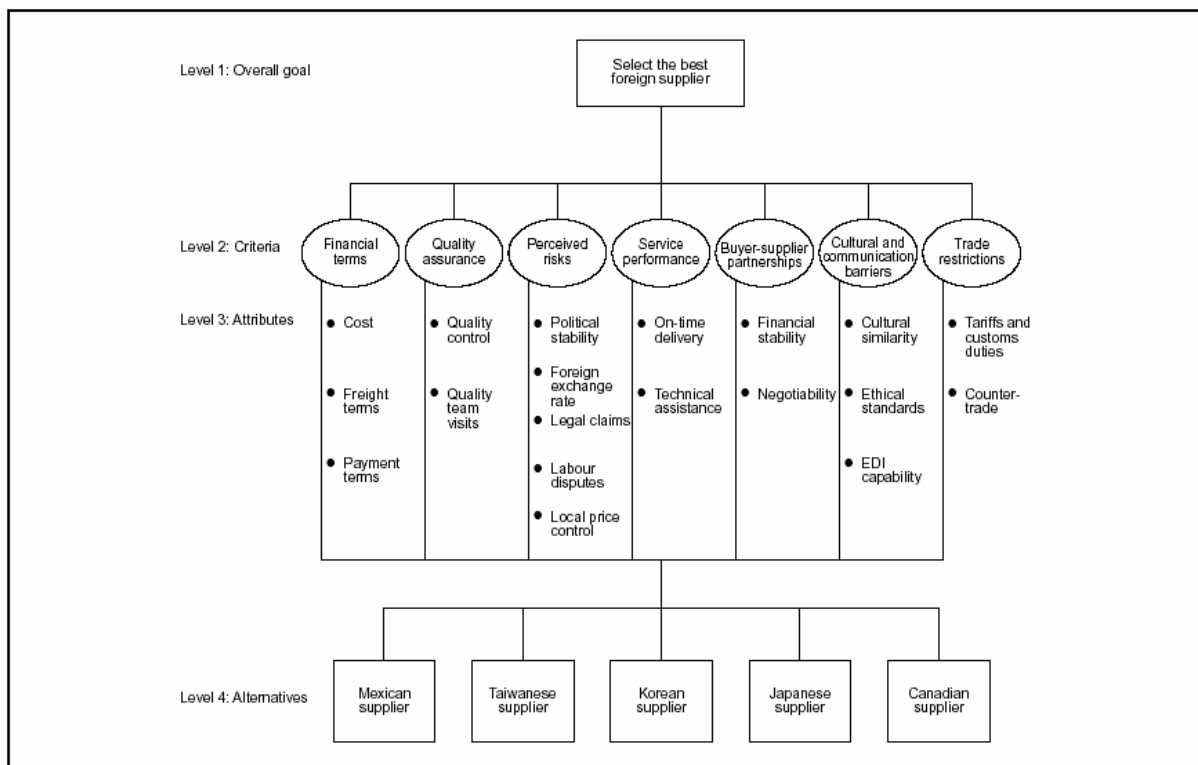 Level 1: Overall goal
Select the best
foreign supplier
Level 2: Criteria
Financial
terms
Quality
assurance
Perceived
risks
Service
performance
Buyer-supplier
partnerships
Cultural and
communication
barriers
Trade
restrictions
Level 3: Attributes
Cost
Freight
terms
Payment
terms
Quality
control
Quality
team
visits
Political
stability
Foreign
exchange
rate
Legal claims
Labour
disputes
Local price
control
On-time
delivery
Technical
assistance
Financial
stability
Negotiability
Cultural
similarity
Ethical
standards
EDI
capability
Tariffs and
customs
duties
Counter-
trade
Level 4: Alternatives
Mexican
supplier
Taiwanese
supplier
Korean
supplier
Japanese
supplier
Canadian
supplier